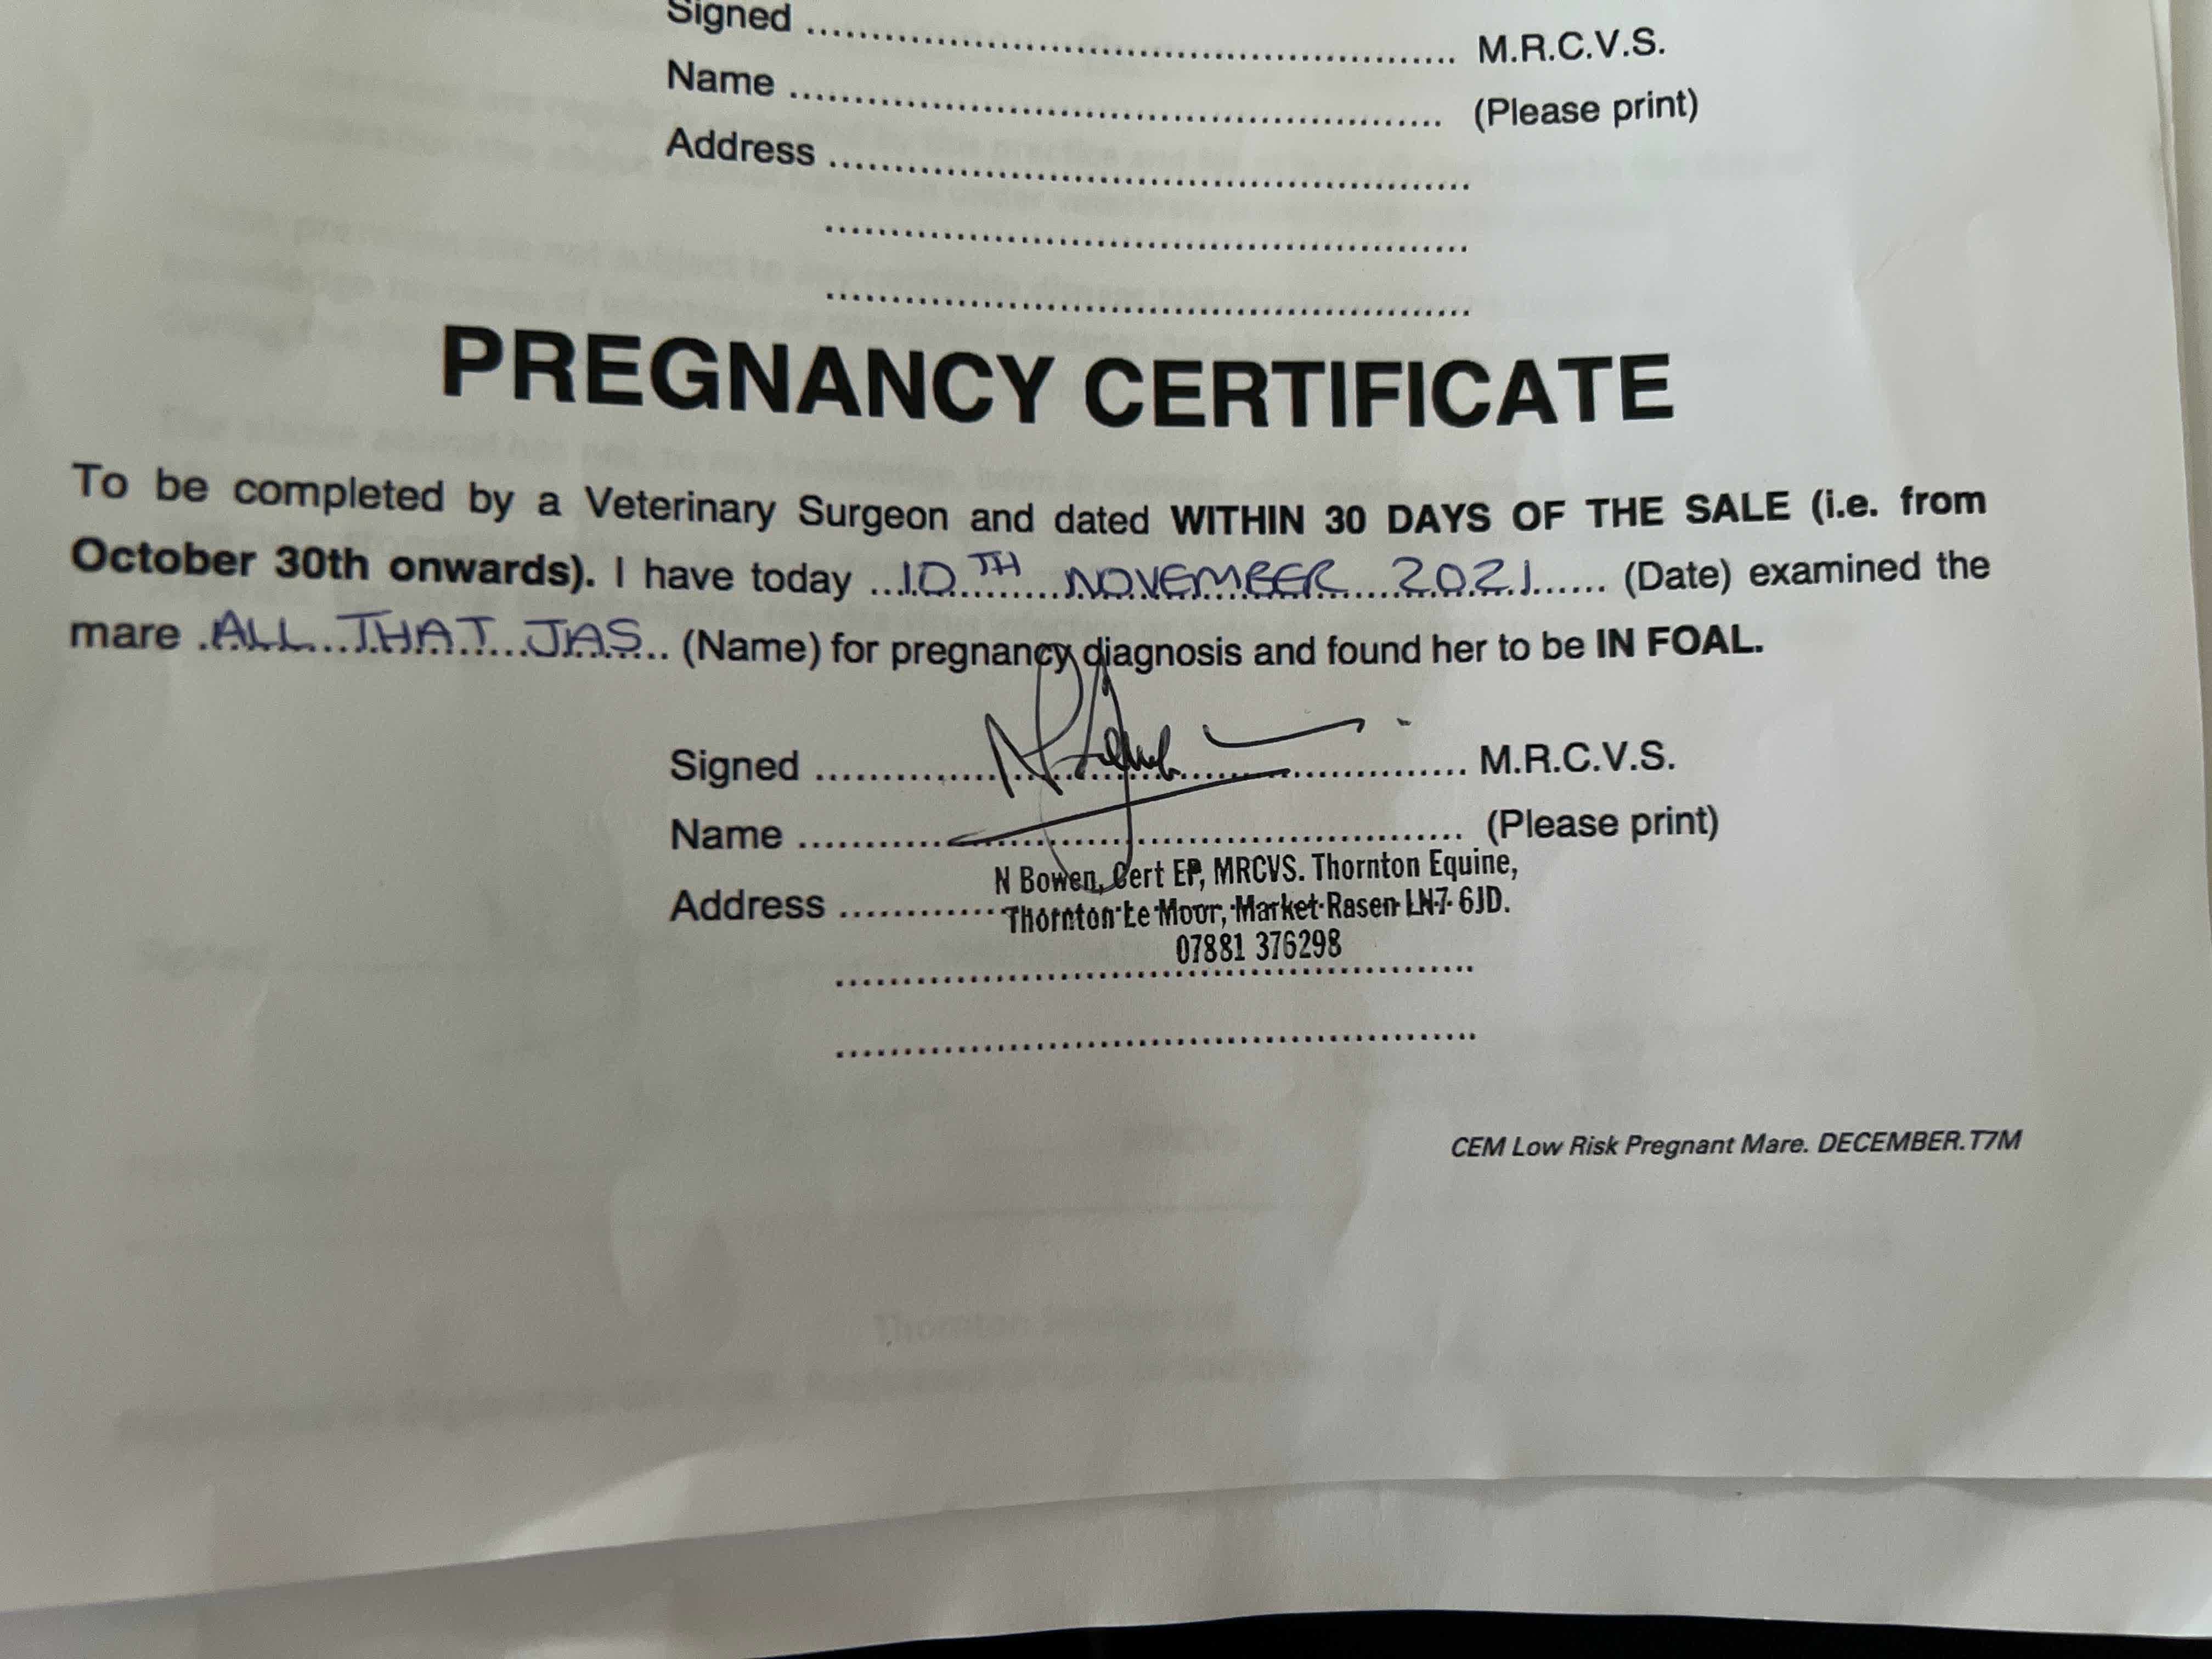 Signed .......... M.R.C.V.S.
Name .......... (Please print)
Address ..........
PREGNANCY CERTIFICATE
To be completed by a Veterinary Surgeon and dated WITHIN 30 DAYS OF THE SALE (i.e. from
October 30th onwards). I have today ...10TH NOVEMBER 2021...... (Date) examined the
mare .ALL THAT JAS.. (Name) for pregnancy diagnosis and found her to be IN FOAL.
Signed .......... M.R.C.V.S.
Name .......... (Please print)
N Bowen, Cert EP, MRCVS. Thornton Equine,
Address .......... Thornton Le Moor, Market Rasen LN7 6JD.
07881 376298
CEM Low Risk Pregnant Mare. DECEMBER.T7M